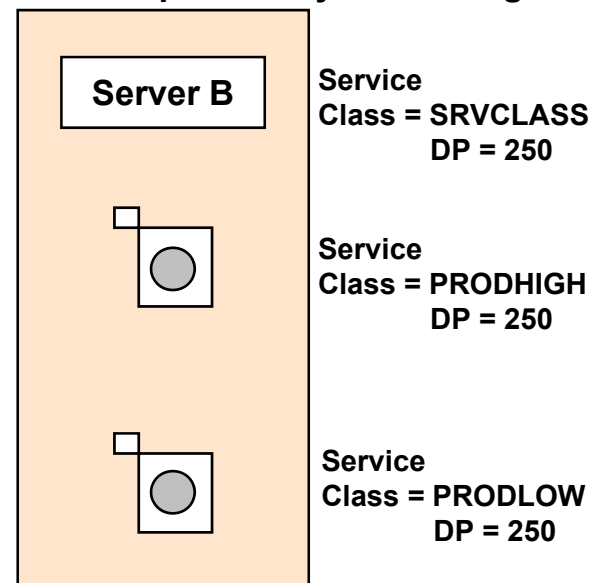 Server B
Service
Class = SRVCLASS
DP = 250
Service
Class = PRODHIGH
DP = 250
Service
Class = PRODLOW
DP = 250